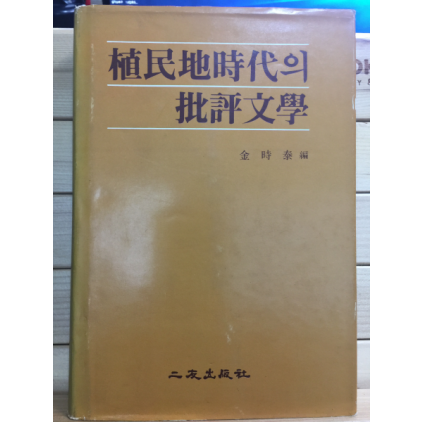 植民地時代의
批評文學
金時泰 編
二友出版社